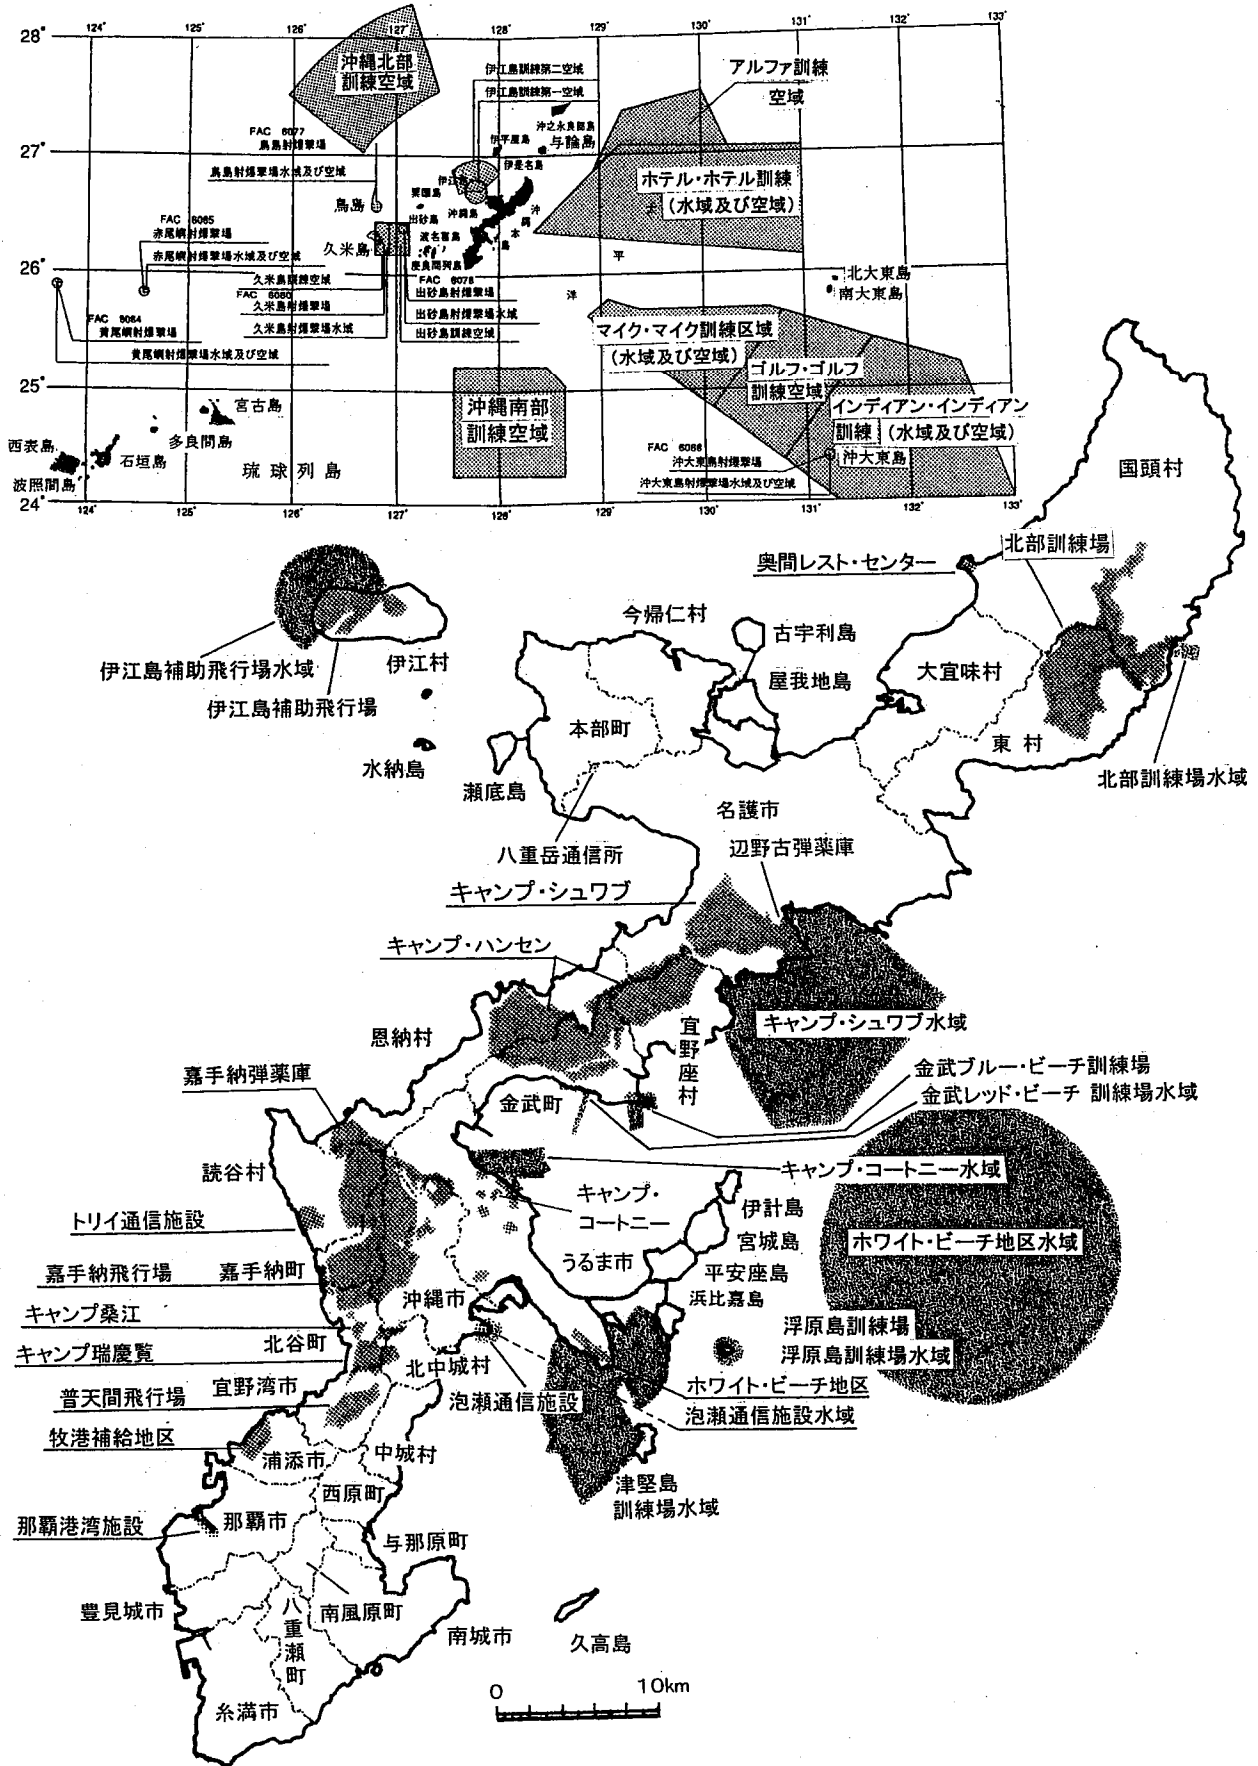 124° 125° 126° 127° 128° 129° 130° 131° 132° 133°
28°
27°
26°
25°
24°
沖縄北部
訓練空域
伊江島訓練第二空域
伊江島訓練第一空域
アルファ訓練
空域
沖之永良部島
与論島
伊平屋島
伊是名島
FAC 6077
鳥島射爆撃場
鳥島射爆撃場水域及び空域
鳥島
伊江島
粟国島
沖縄島
沖縄本島
ホテル・ホテル訓練
(水域及び空域)
太平洋
FAC 6085
赤尾嶼射爆撃場
赤尾嶼射爆撃場水域及び空域
久米島
出砂島
渡名喜島
慶良間列島
久米島訓練空域
FAC 6080
久米島射爆撃場
久米島射爆撃場水域
FAC 6078
出砂島射爆撃場
出砂島射爆撃場水域
出砂島訓練空域
FAC 6084
黄尾嶼射爆撃場
黄尾嶼射爆撃場水域及び空域
北大東島
南大東島
マイク・マイク訓練区域
(水域及び空域)
ゴルフ・ゴルフ
訓練空域
インディアン・インディアン
訓練 (水域及び空域)
沖縄南部
訓練空域
FAC 6086
沖大東島射爆撃場
沖大東島射爆撃場水域及び空域
沖大東島
宮古島
多良間島
西表島
石垣島
波照間島
琉球列島
124° 125° 126° 127° 128° 129° 130° 131° 132° 133°
国頭村
北部訓練場
奥間レスト・センター
今帰仁村
古宇利島
屋我地島
大宜味村
東村
北部訓練場水域
伊江島補助飛行場水域
伊江村
伊江島補助飛行場
水納島
本部町
瀬底島
名護市
八重岳通信所
辺野古弾薬庫
キャンプ・シュワブ
キャンプ・ハンセン
恩納村
宜野座村
キャンプ・シュワブ水域
金武ブルー・ビーチ訓練場
金武レッド・ビーチ 訓練場水域
金武町
嘉手納弾薬庫
読谷村
キャンプ・コートニー水域
キャンプ・
コートニー
トリイ通信施設
うるま市
伊計島
宮城島
平安座島
浜比嘉島
ホワイト・ビーチ地区水域
嘉手納飛行場
嘉手納町
沖縄市
キャンプ桑江
北谷町
キャンプ瑞慶覧
北中城村
浮原島訓練場
浮原島訓練場水域
普天間飛行場
宜野湾市
泡瀬通信施設
ホワイト・ビーチ地区
泡瀬通信施設水域
牧港補給地区
浦添市
中城村
西原町
津堅島
訓練場水域
那覇港湾施設
那覇市
与那原町
豊見城市
八重瀬町
南風原町
南城市
久高島
糸満市
0 10km